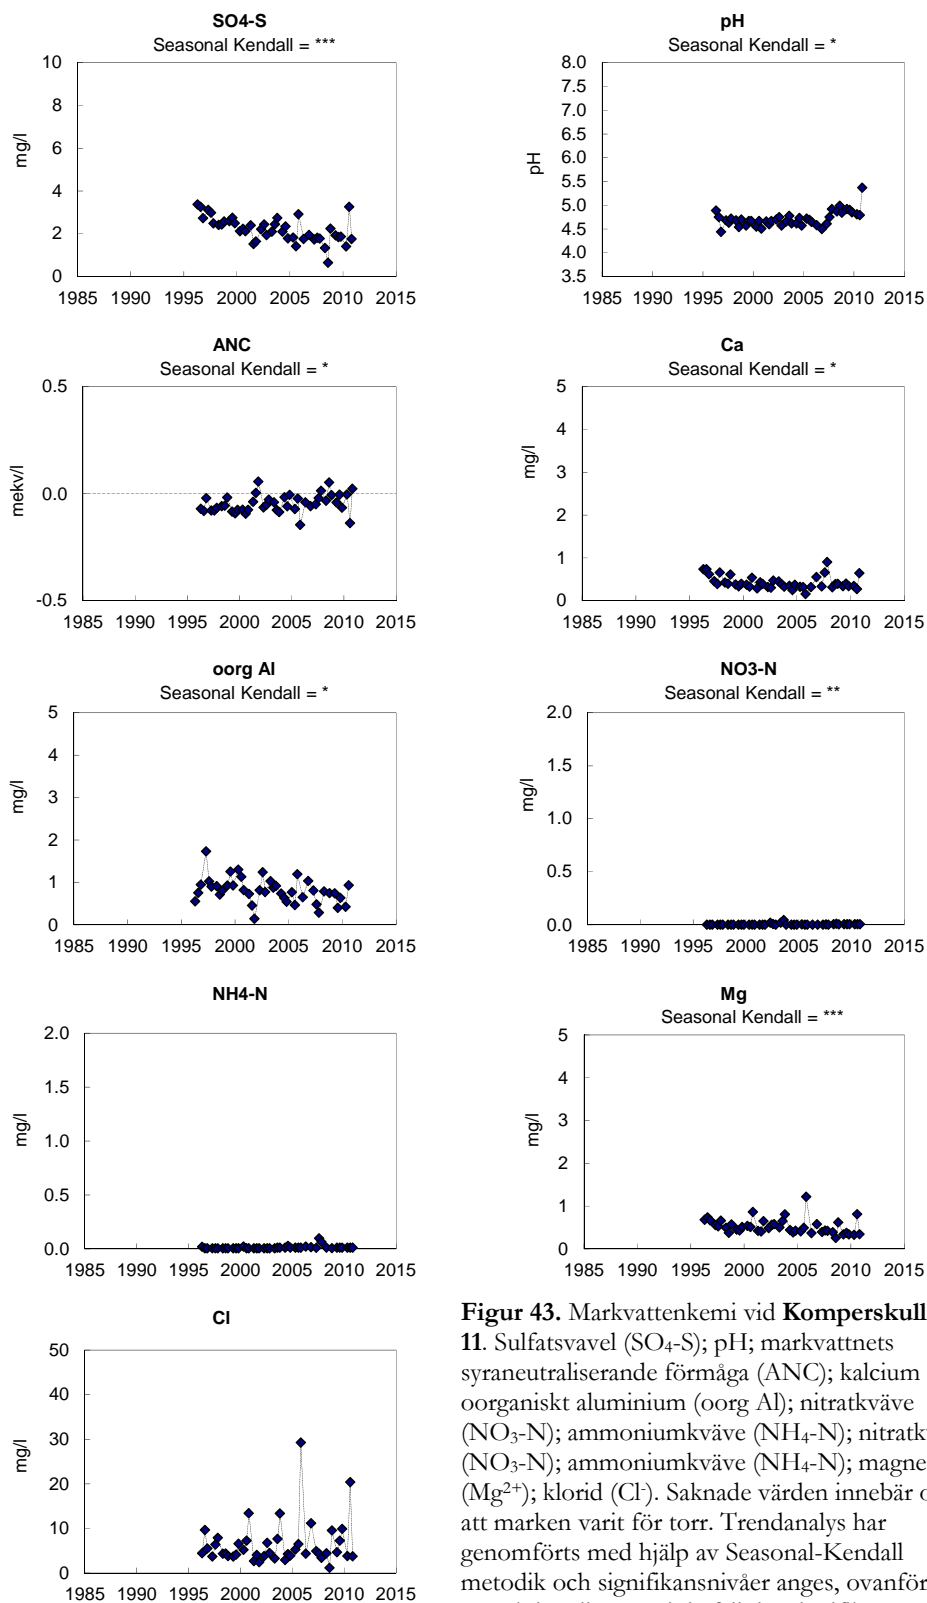 SO4-S
Seasonal Kendall = ***
10
8
6
4
2
0
mg/l
1985 1990 1995 2000 2005 2010 2015
pH
Seasonal Kendall = *
8.0
7.5
7.0
6.5
6.0
5.5
5.0
4.5
4.0
3.5
pH
1985 1990 1995 2000 2005 2010 2015
ANC
Seasonal Kendall = *
0.5
0.0
-0.5
mekv/l
1985 1990 1995 2000 2005 2010 2015
Ca
Seasonal Kendall = *
5
4
3
2
1
0
mg/l
1985 1990 1995 2000 2005 2010 2015
oorg Al
Seasonal Kendall = *
5
4
3
2
1
0
mg/l
1985 1990 1995 2000 2005 2010 2015
NO3-N
Seasonal Kendall = **
2.0
1.5
1.0
0.5
0.0
mg/l
1985 1990 1995 2000 2005 2010 2015
NH4-N
2.0
1.5
1.0
0.5
0.0
mg/l
1985 1990 1995 2000 2005 2010 2015
Mg
Seasonal Kendall = ***
5
4
3
2
1
0
mg/l
1985 1990 1995 2000 2005 2010 2015
Cl
50
40
30
20
10
0
mg/l
1985 1990 1995 2000 2005 2010 2015
Figur 43. Markvattenkemi vid Komperskull
11. Sulfatsvavel (SO₄-S); pH; markvattnets
syraneutraliserande förmåga (ANC); kalcium
oorganiskt aluminium (oorg Al); nitratkväve
(NO₃-N); ammoniumkväve (NH₄-N); nitratkv
(NO₃-N); ammoniumkväve (NH₄-N); magne
(Mg²⁺); klorid (Cl⁻). Saknade värden innebär
att marken varit för torr. Trendanalys har
genomförts med hjälp av Seasonal-Kendall
metodik och signifikansnivåer anges, ovanför